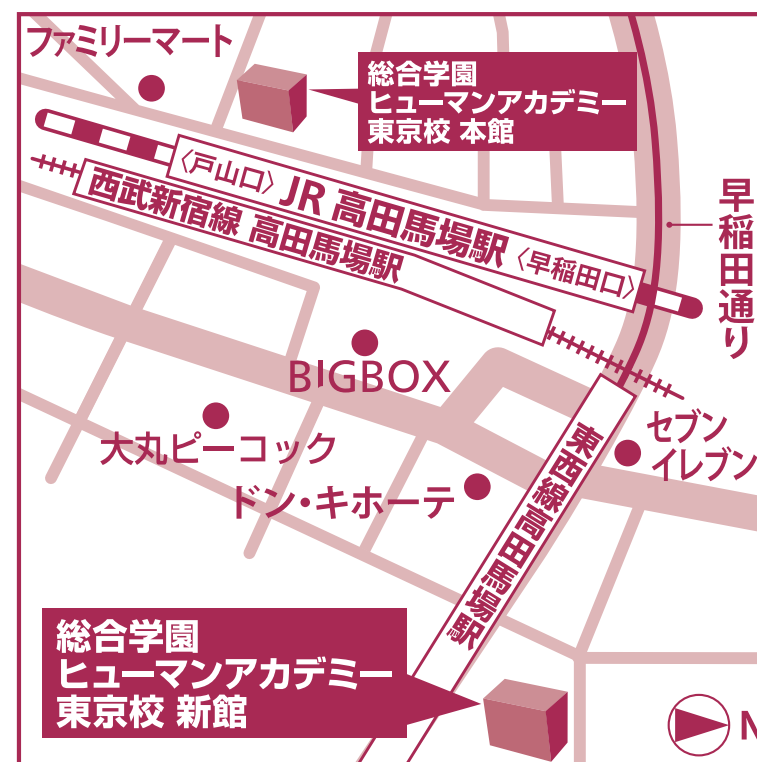 ファミリーマート
総合学園
ヒューマンアカデミー
東京校 本館
〈戸山口〉JR 高田馬場駅〈早稲田口〉
西武新宿線 高田馬場駅
早稲田通り
BIGBOX
大丸ピーコック
セブン
イレブン
ドン・キホーテ
東西線高田馬場駅
総合学園
ヒューマンアカデミー
東京校 新館
N